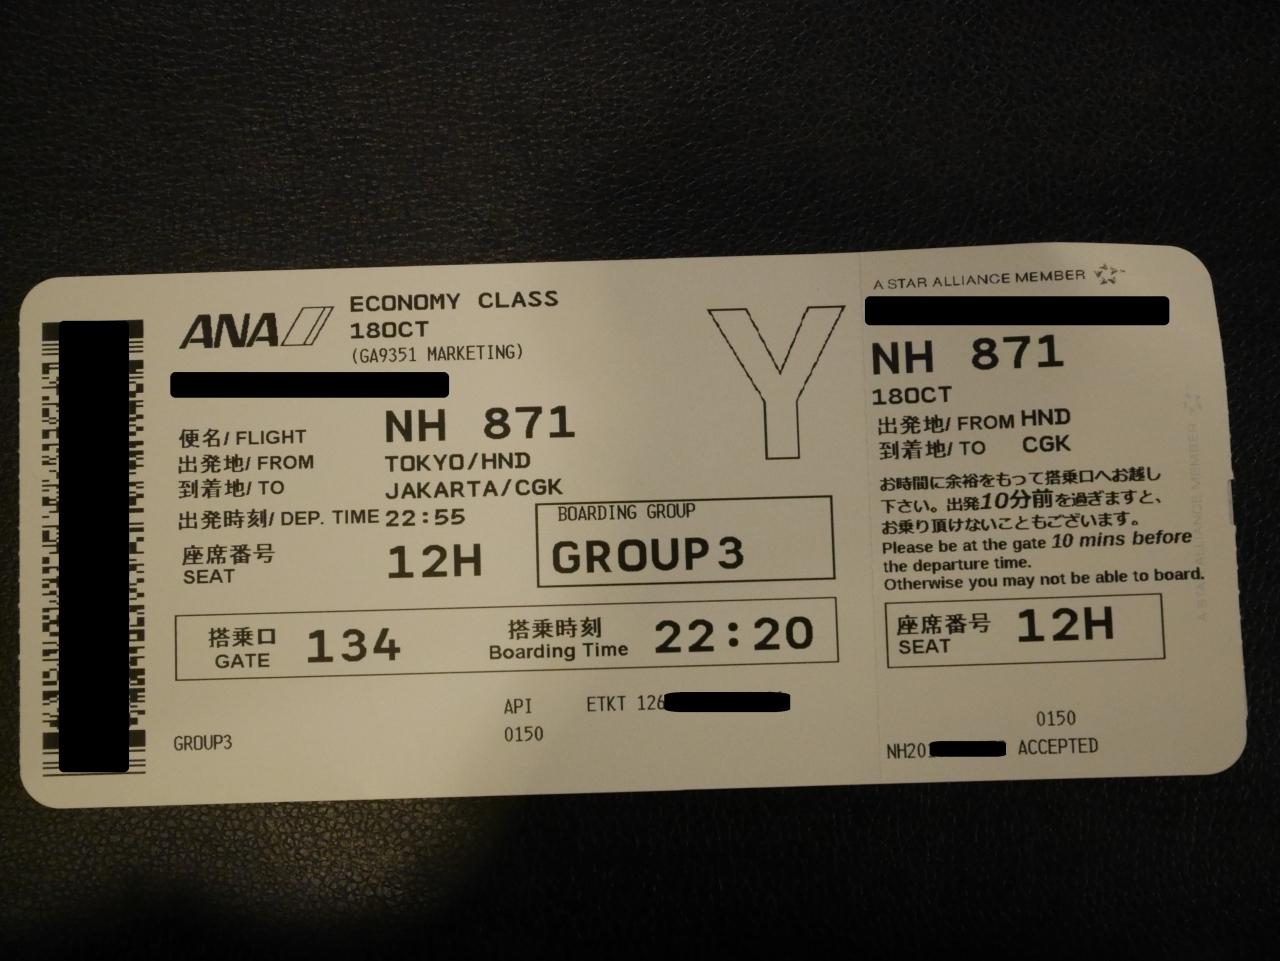 ANA
ECONOMY CLASS
18OCT
(GA9351 MARKETING)
Y
便名/ FLIGHT NH 871
出発地/ FROM TOKYO/HND
到着地/ TO JAKARTA/CGK
出発時刻/ DEP. TIME 22:55
座席番号
SEAT
12H
BOARDING GROUP
GROUP3
搭乗口
GATE
134
搭乗時刻
Boarding Time
22:20
API
0150
ETKT 126
GROUP3
A STAR ALLIANCE MEMBER
NH 871
18OCT
出発地/ FROM HND
到着地/ TO CGK
お時間に余裕をもって搭乗口へお越し
下さい。出発10分前を過ぎますと、
お乗り頂けないこともございます。
Please be at the gate 10 mins before
the departure time.
Otherwise you may not be able to board.
座席番号
SEAT
12H
0150
NH20 ACCEPTED
A STAR ALLIANCE MEMBER